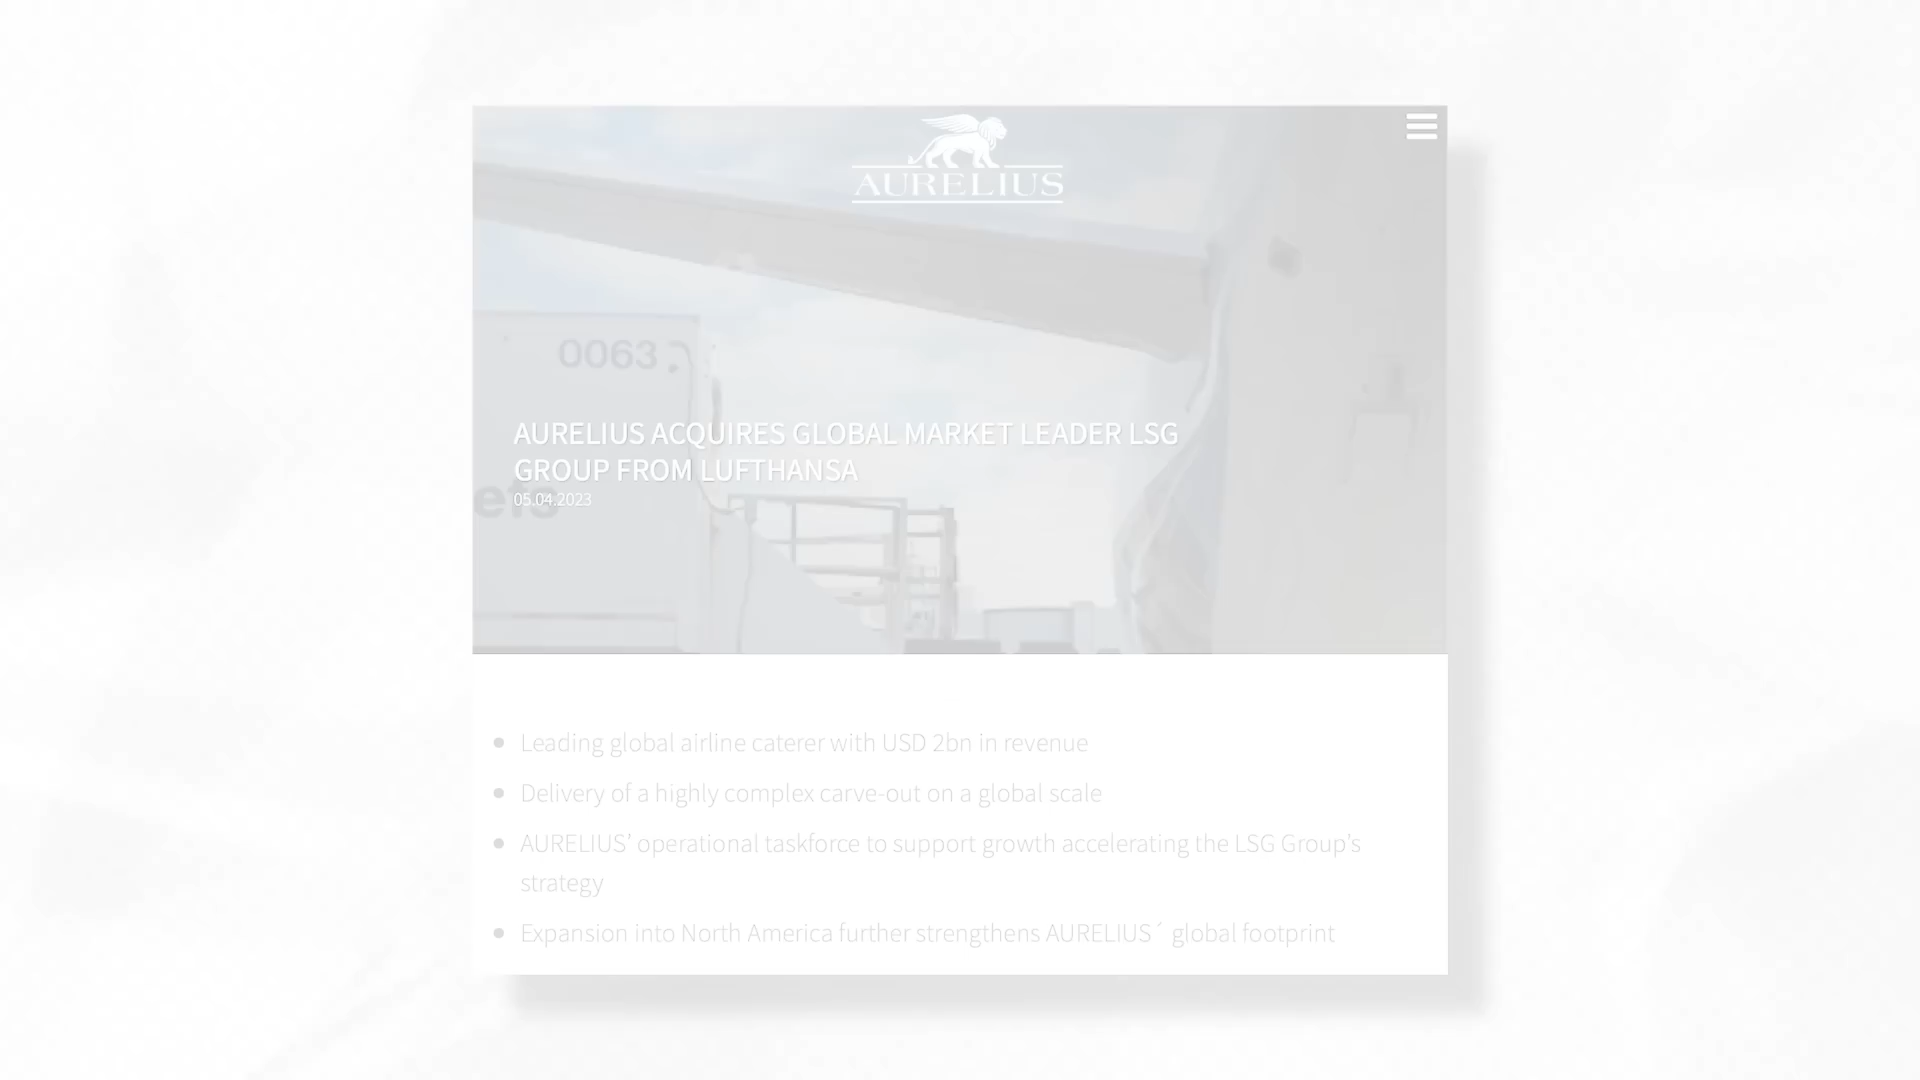 AURELIUS
0063
AURELIUS ACQUIRES GLOBAL MARKET LEADER LSG
GROUP FROM LUFTHANSA
ets
05.04.2023
Leading global airline caterer with USD 2bn in revenue
Delivery of a highly complex carve-out on a global scale
AURELIUS’ operational taskforce to support growth accelerating the LSG Group’s
strategy
Expansion into North America further strengthens AURELIUS´ global footprint